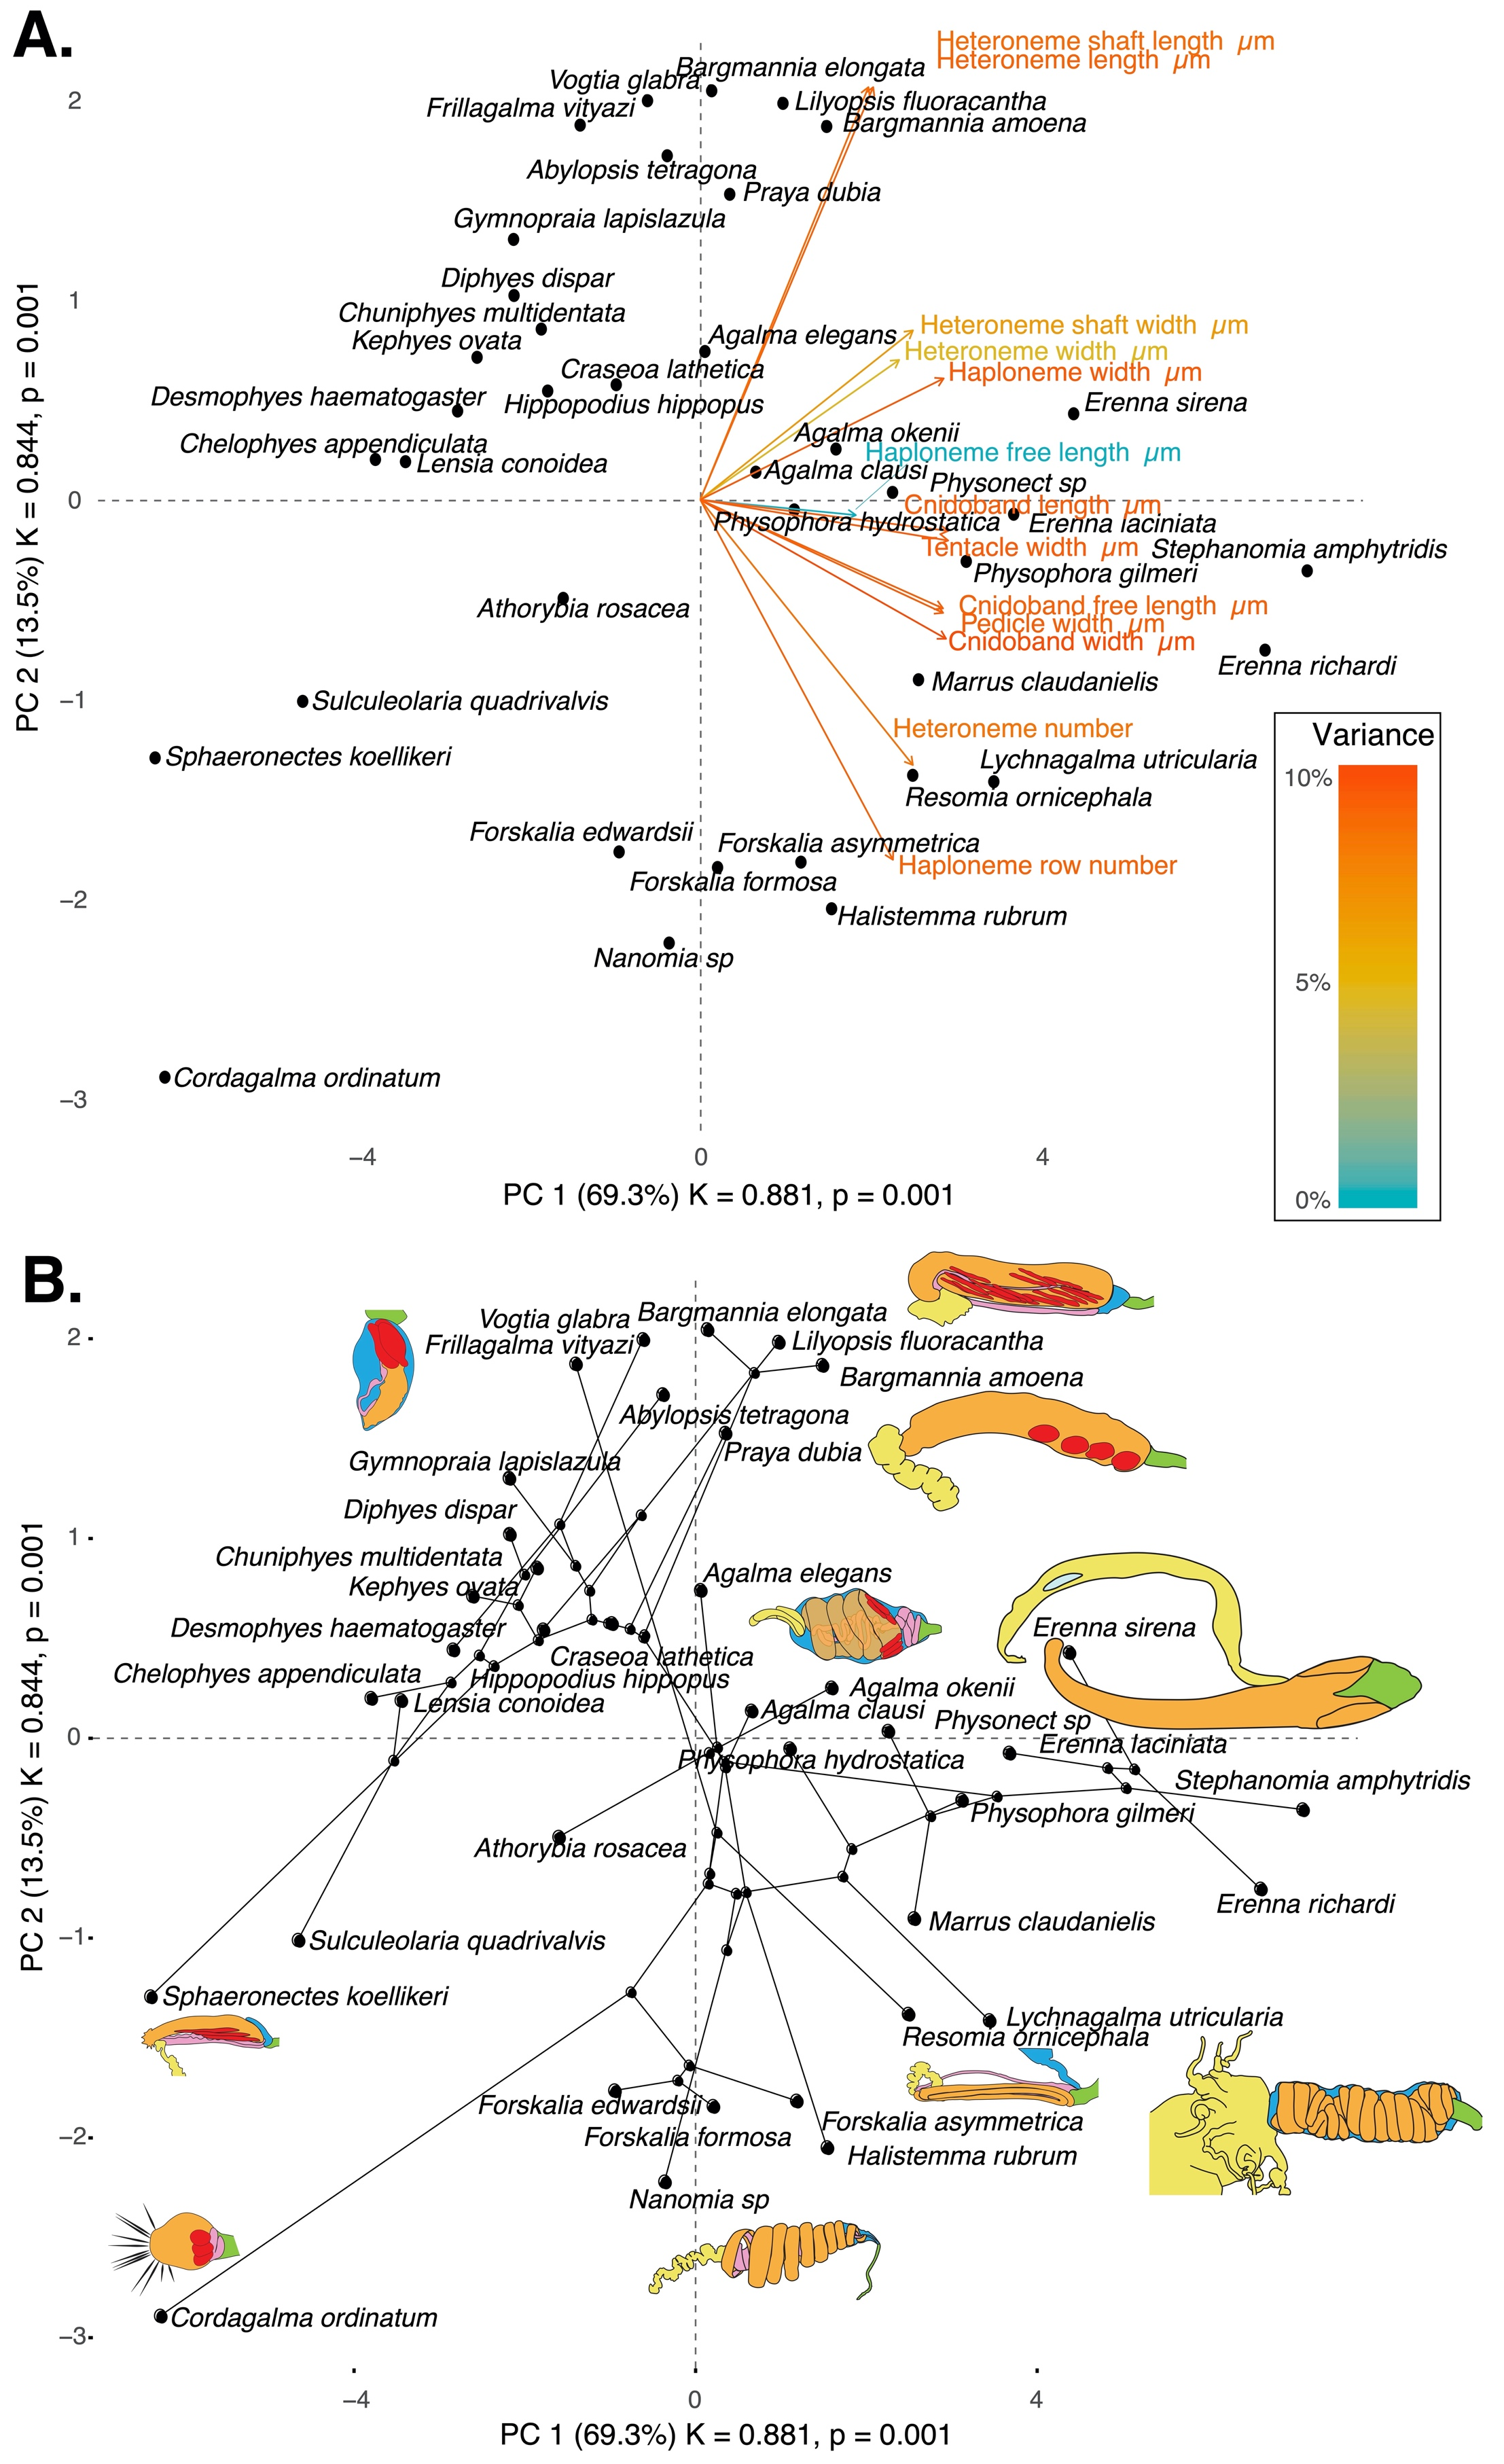 A.
Heteroneme shaft length μm
Heteroneme length μm
Bargmannia elongata
Vogtia glabra
Lilyopsis fluoracantha
Frillagalma vityazi
Bargmannia amoena
Abylopsis tetragona
Praya dubia
Gymnopraia lapislazula
Diphyes dispar
Chuniphyes multidentata
Kephyes ovata
Heteroneme shaft width μm
Agalma elegans
Heteroneme width μm
Craseoa lathetica
Haploneme width μm
Desmophyes haematogaster
Hippopodius hippopus
Erenna sirena
Agalma okenii
Chelophyes appendiculata
Haploneme free length μm
Lensia conoidea
Agalma clausi
Physonect sp
Cnidoband length μm
Physophora hydrostatica
Erenna laciniata
Tentacle width μm
Stephanomia amphytridis
Physophora gilmeri
Athorybia rosacea
Cnidoband free length μm
Pedicle width μm
Cnidoband width μm
Erenna richardi
Marrus claudanielis
Sulculeolaria quadrivalvis
Heteroneme number
Sphaeronectes koellikeri
Lychnagalma utricularia
Resomia ornicephala
Forskalia edwardsii
Forskalia asymmetrica
Haploneme row number
Forskalia formosa
Halistemma rubrum
Nanomia sp
Cordagalma ordinatum
2
1
0
−1
−2
−3
PC 2 (13.5%) K = 0.844, p = 0.001
−4
0
4
PC 1 (69.3%) K = 0.881, p = 0.001
Variance
10%
5%
0%
B.
Bargmannia elongata
Vogtia glabra
Frillagalma vityazi
Lilyopsis fluoracantha
Bargmannia amoena
Abylopsis tetragona
Praya dubia
Gymnopraia lapislazula
Diphyes dispar
Chuniphyes multidentata
Agalma elegans
Kephyes ovata
Desmophyes haematogaster
Erenna sirena
Craseoa lathetica
Chelophyes appendiculata
Hippopodius hippopus
Agalma okenii
Lensia conoidea
Agalma clausi
Physonect sp
Erenna laciniata
Physophora hydrostatica
Stephanomia amphytridis
Physophora gilmeri
Athorybia rosacea
Erenna richardi
Marrus claudanielis
Sulculeolaria quadrivalvis
Sphaeronectes koellikeri
Lychnagalma utricularia
Resomia ornicephala
Forskalia edwardsii
Forskalia asymmetrica
Forskalia formosa
Halistemma rubrum
Nanomia sp
Cordagalma ordinatum
2
1
0
−1
−2
−3
PC 2 (13.5%) K = 0.844, p = 0.001
−4
0
4
PC 1 (69.3%) K = 0.881, p = 0.001